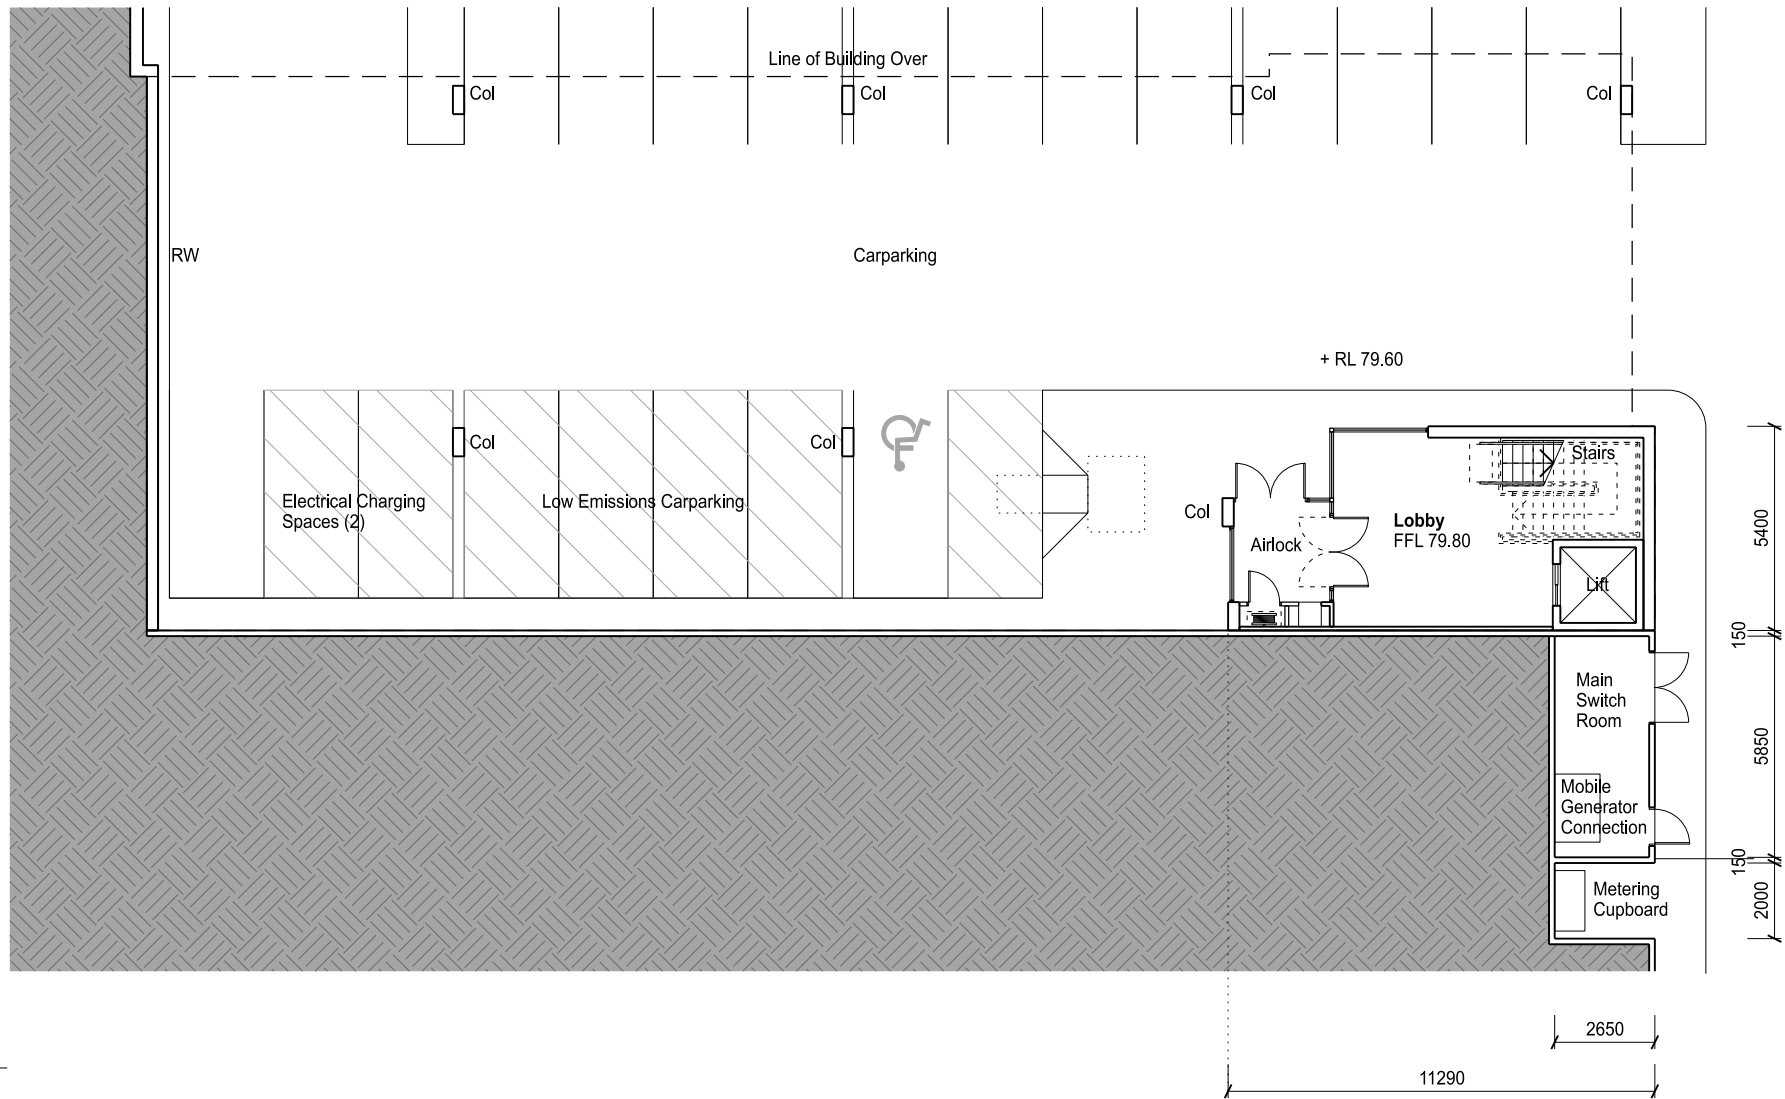 Line of Building Over
Col
Col
Col
Col
RW
Carparking
+ RL 79.60
Col
Col
Stairs
Electrical Charging
Spaces (2)
Low Emissions Carparking
Col
Lobby
FFL 79.80
Airlock
Lift
5400
150
Main
Switch
Room
5850
Mobile
Generator
Connection
150
Metering
Cupboard
2000
2650
11290